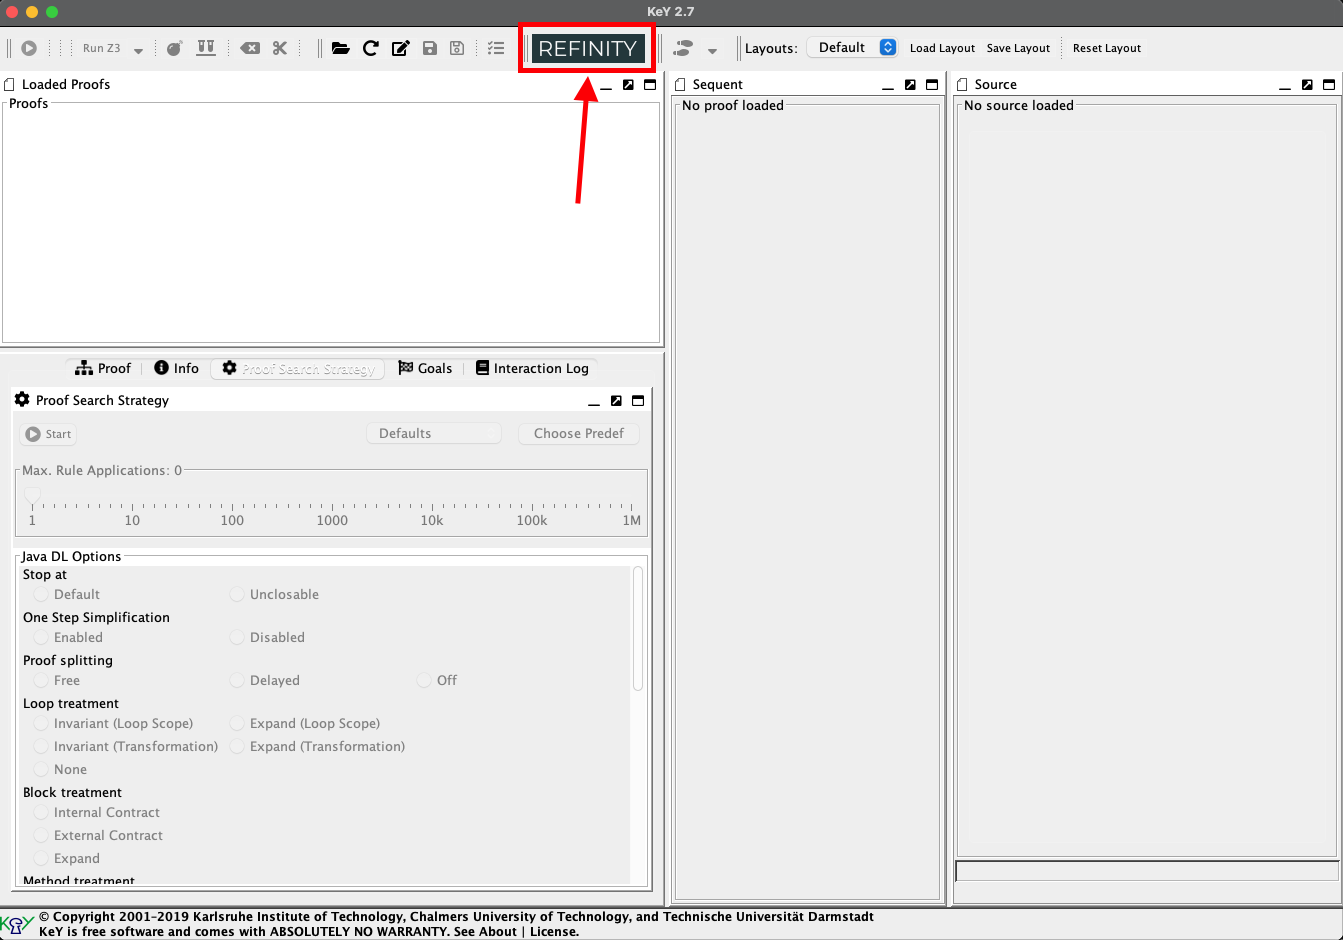 KeY 2.7
Run Z3
REFINITY
Layouts: Default Load Layout Save Layout Reset Layout
Loaded Proofs
Proofs
Sequent
No proof loaded
Source
No source loaded
Proof Info Proof Search Strategy Goals Interaction Log
Proof Search Strategy
Start Defaults Choose Predef
Max. Rule Applications: 0
1 10 100 1000 10k 100k 1M
Java DL Options
Stop at
Default Unclosable
One Step Simplification
Enabled Disabled
Proof splitting
Free Delayed Off
Loop treatment
Invariant (Loop Scope) Expand (Loop Scope)
Invariant (Transformation) Expand (Transformation)
None
Block treatment
Internal Contract
External Contract
Expand
Method treatment
KeY
© Copyright 2001–2019 Karlsruhe Institute of Technology, Chalmers University of Technology, and Technische Universität Darmstadt
KeY is free software and comes with ABSOLUTELY NO WARRANTY. See About | License.